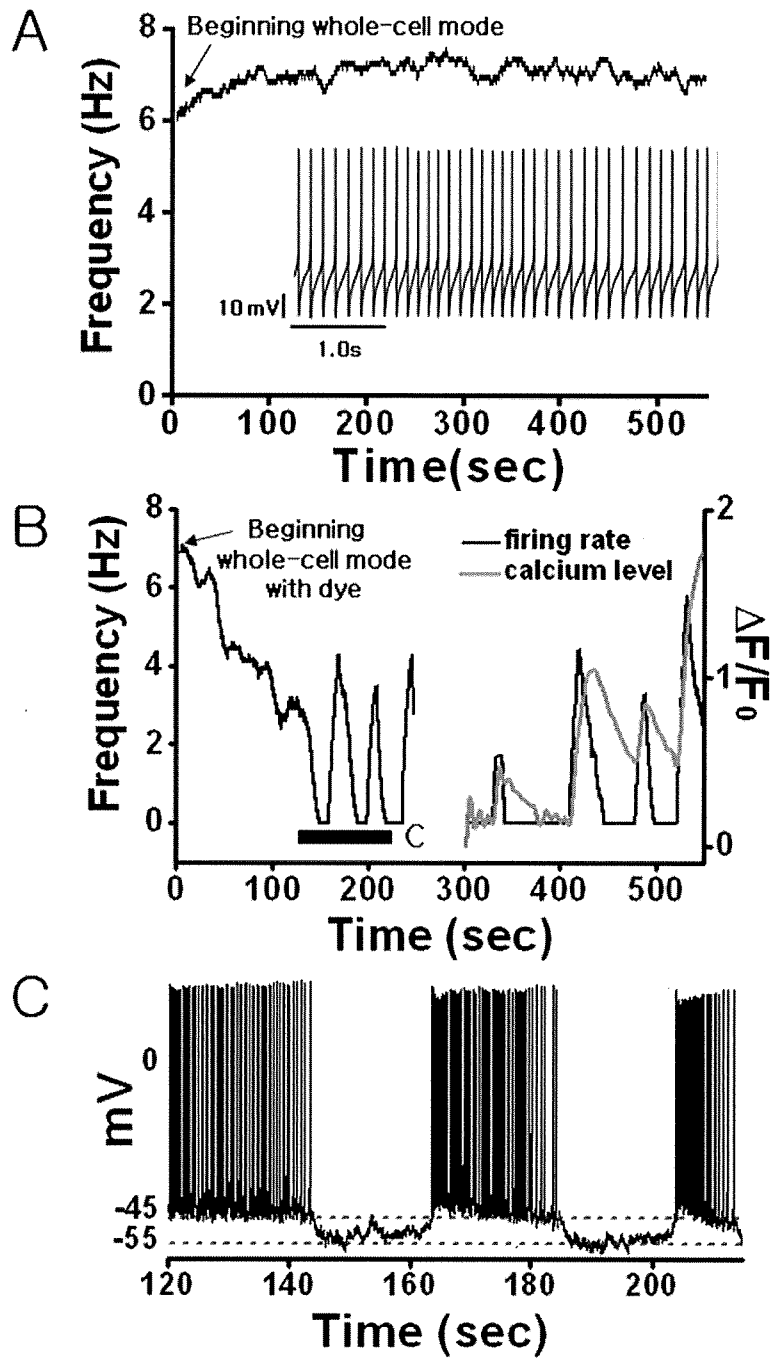 A
Beginning whole-cell mode
Frequency (Hz)
8
6
4
2
0
10 mV
1.0s
0 100 200 300 400 500
Time(sec)
B
Beginning
whole-cell mode
with dye
firing rate
calcium level
Frequency (Hz)
8
6
4
2
0
2
1
0
ΔF/F0
C
0 100 200 300 400 500
Time (sec)
C
mV
0
-45
-55
120 140 160 180 200
Time (sec)